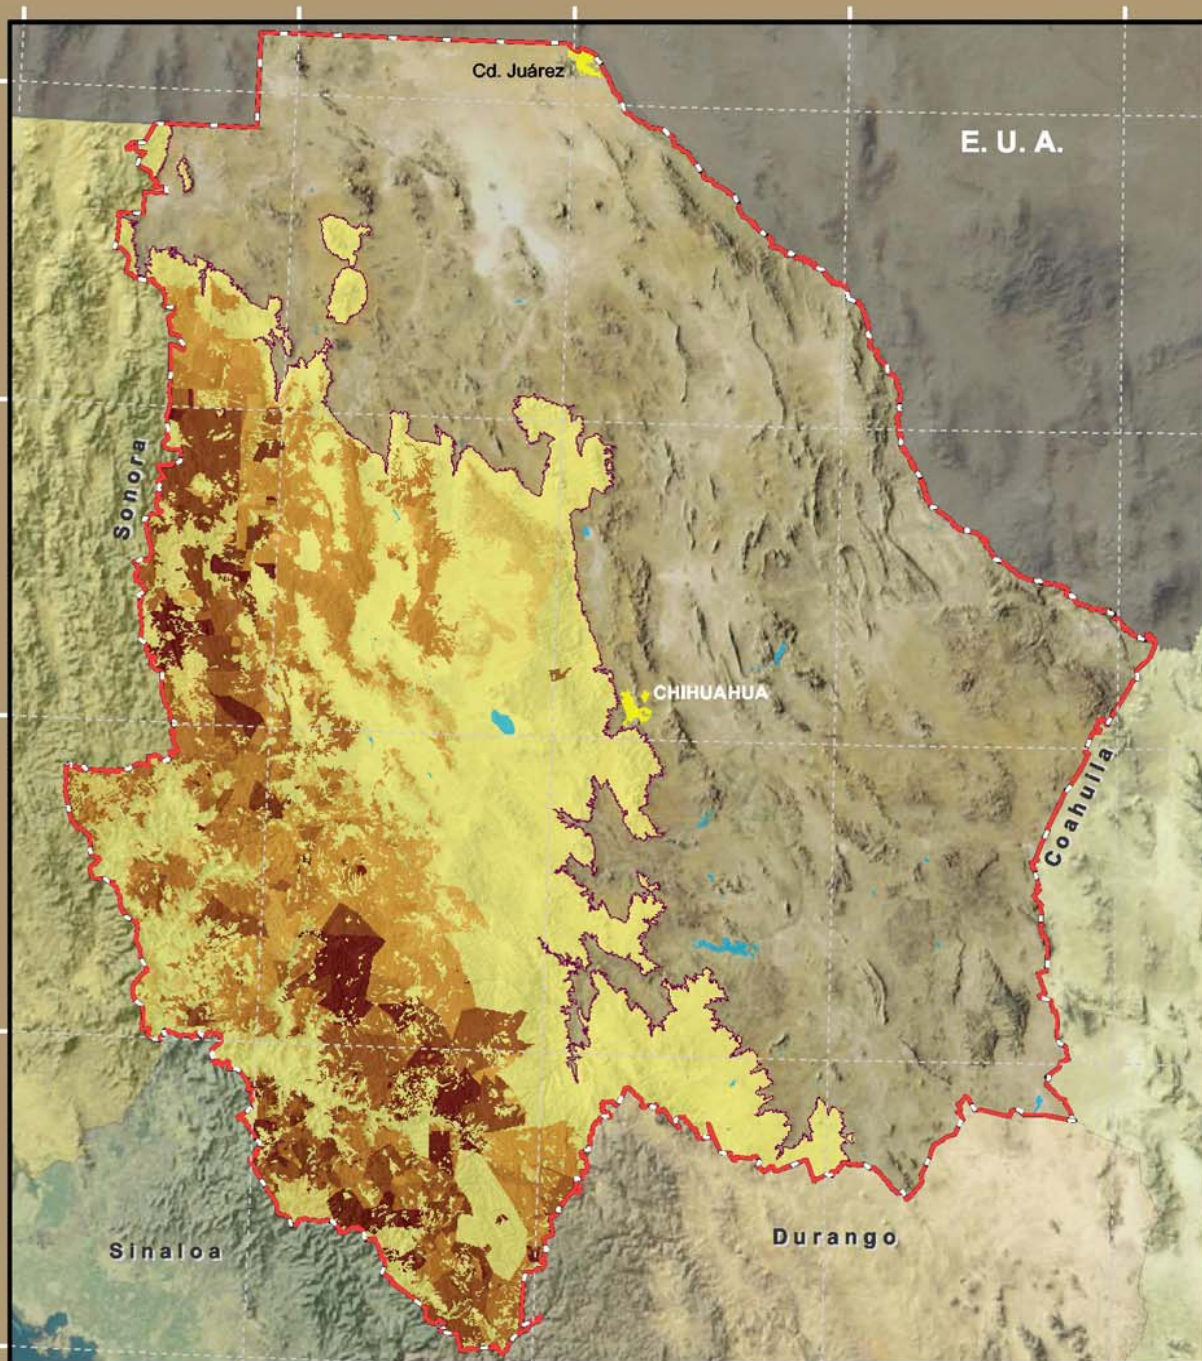 Cd. Juárez
E. U. A.
Sonora
CHIHUAHUA
Coahuila
Durango
Sinaloa